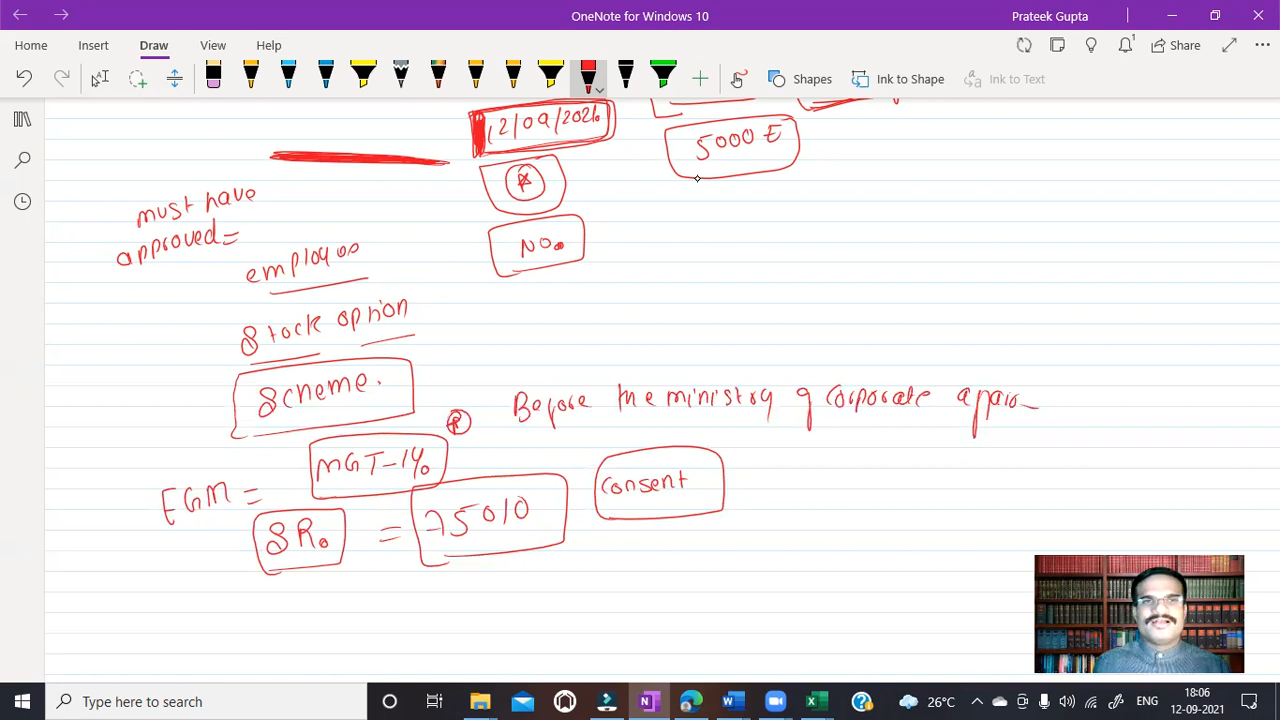 OneNote for Windows 10
Prateek Gupta
Home Insert Draw View Help
Share
Shapes
Ink to Shape
Ink to Text
12/09/2021
5000 E
must have
approved=
No.
employees
Stock option
Scheme.
Before the ministry of corporate affairs
MGT-14.
R
EGM =
SR. = 75%
Consent
Type here to search
26°C
ENG
18:06
12-09-2021